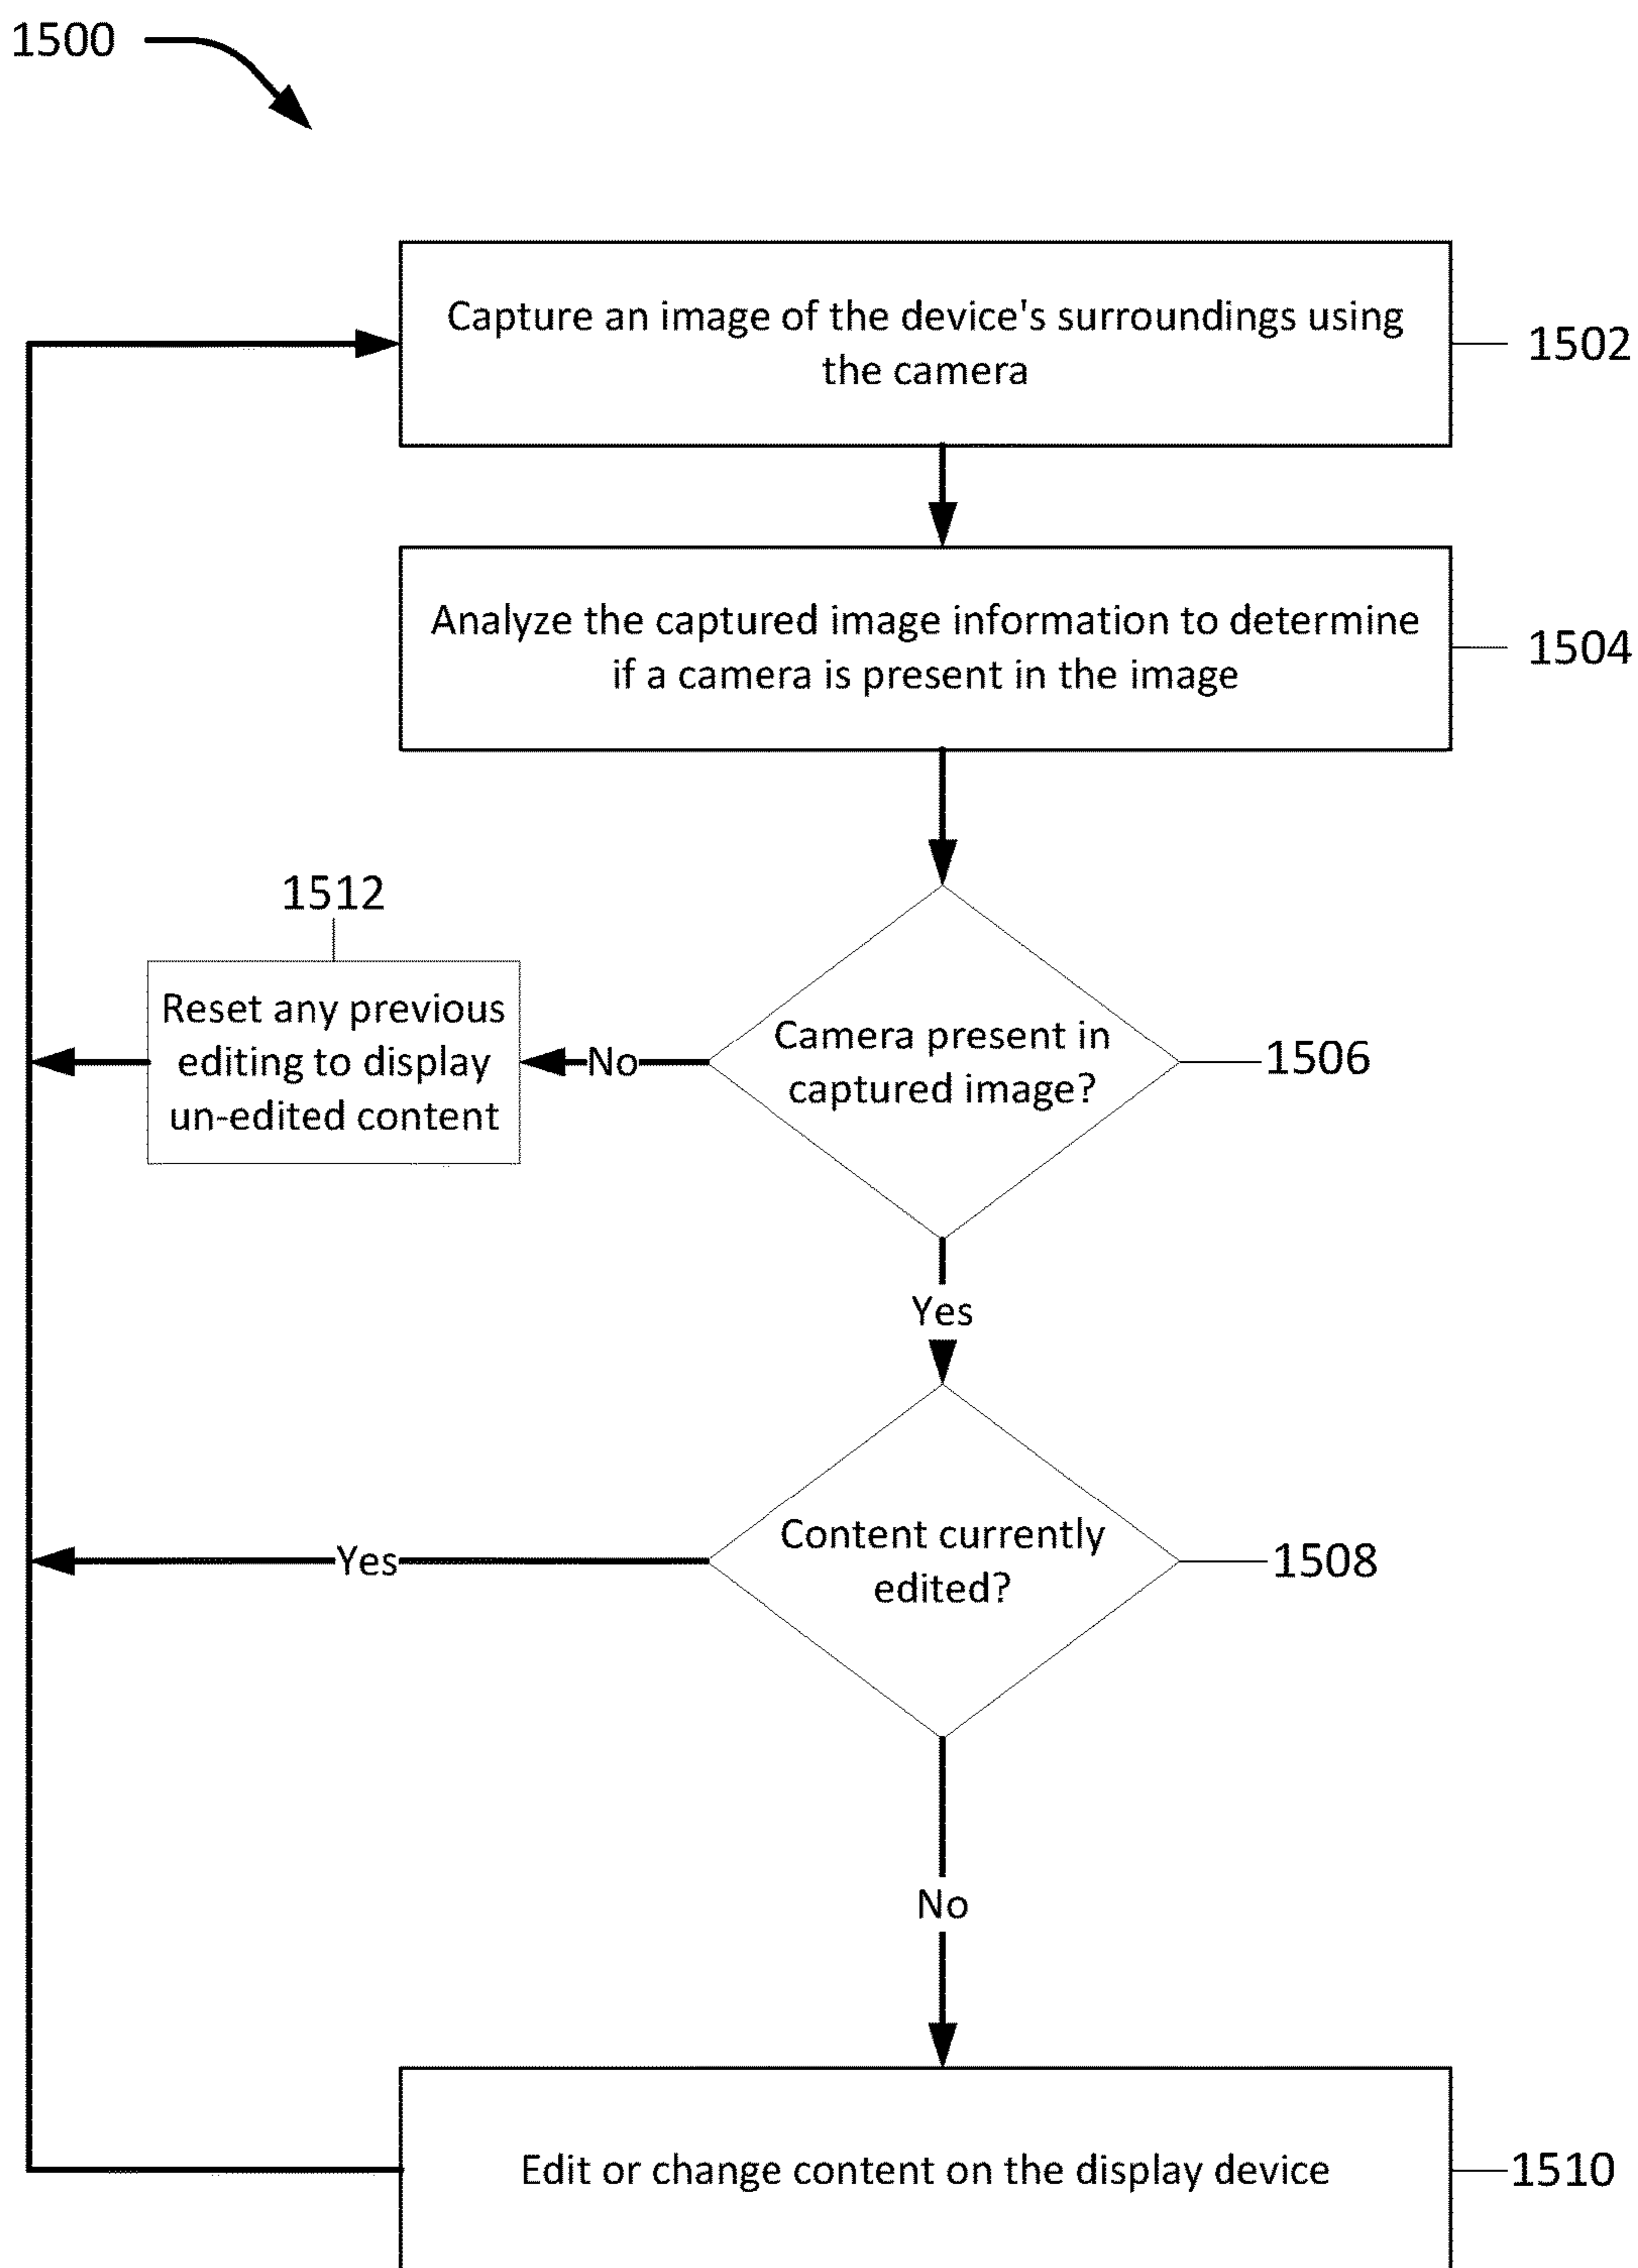 1500
Capture an image of the device's surroundings using
the camera
1502
Analyze the captured image information to determine
if a camera is present in the image
1504
1512
Reset any previous
editing to display
un-edited content
No
Camera present in
captured image?
1506
Yes
Content currently
edited?
1508
Yes
No
Edit or change content on the display device
1510